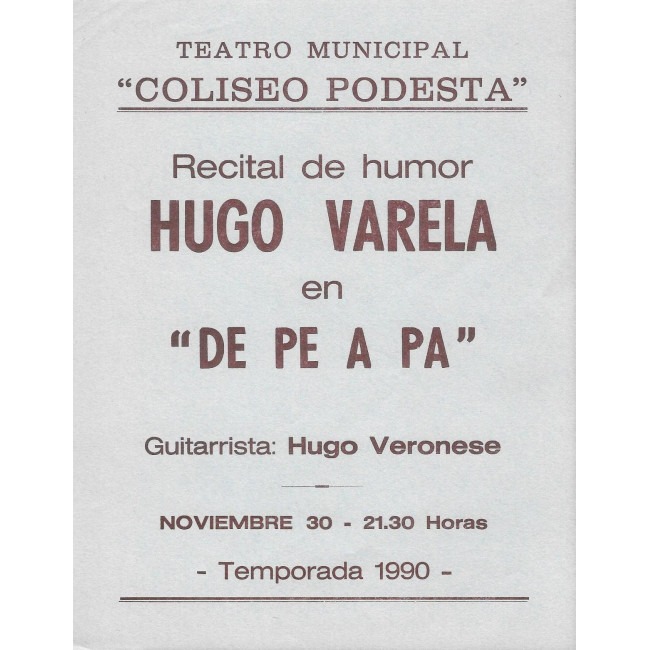 TEATRO MUNICIPAL
“COLISEO PODESTA”
Recital de humor
HUGO VARELA
en
“DE PE A PA”
Guitarrista: Hugo Veronese
NOVIEMBRE 30 - 21.30 Horas
- Temporada 1990 -